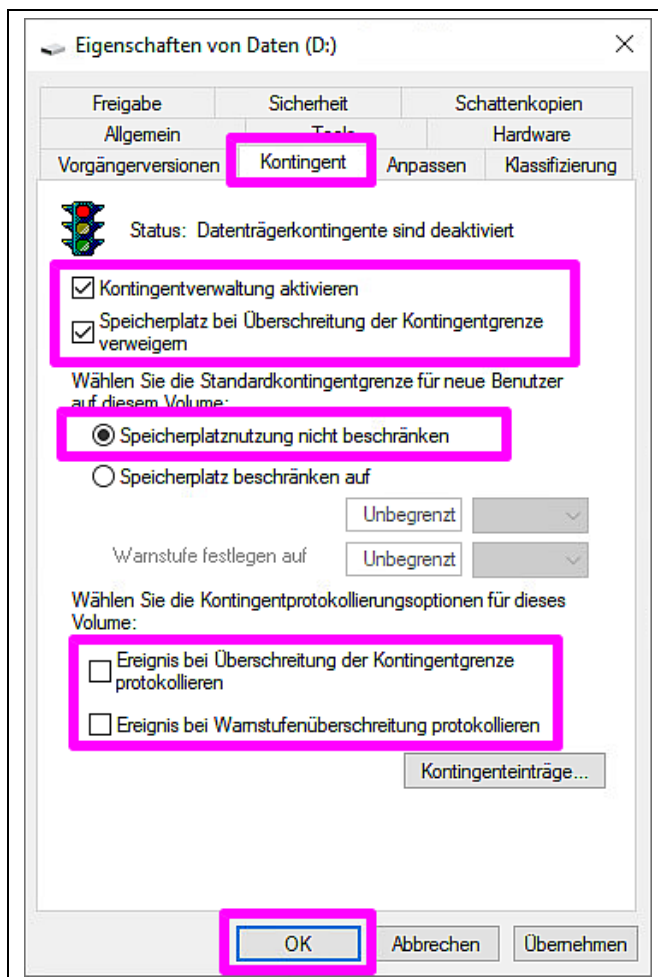 Eigenschaften von Daten (D:)
Freigabe Sicherheit Schattenkopien
Allgemein Tools Hardware
Vorgängerversionen Kontingent Anpassen Klassifizierung
Status: Datenträgerkontingente sind deaktiviert
Kontingentverwaltung aktivieren
Speicherplatz bei Überschreitung der Kontingentgrenze
verweigern
Wählen Sie die Standardkontingentgrenze für neue Benutzer
auf diesem Volume:
Speicherplatznutzung nicht beschränken
Speicherplatz beschränken auf
Unbegrenzt
Warnstufe festlegen auf Unbegrenzt
Wählen Sie die Kontingentprotokollierungsoptionen für dieses
Volume:
Ereignis bei Überschreitung der Kontingentgrenze
protokollieren
Ereignis bei Warnstufenüberschreitung protokollieren
Kontingenteinträge...
OK Abbrechen Übernehmen